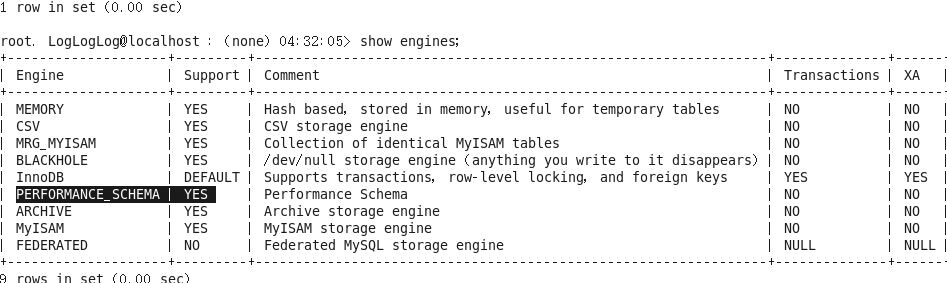 1 row in set (0.00 sec)
root. LogLogLog@localhost : (none) 04:32:05> show engines;
+--------------------+---------+----------------------------------------------------------------+--------------+------
| Engine | Support | Comment | Transactions | XA |
+--------------------+---------+----------------------------------------------------------------+--------------+------
| MEMORY | YES | Hash based, stored in memory, useful for temporary tables | NO | NO |
| CSV | YES | CSV storage engine | NO | NO |
| MRG_MYISAM | YES | Collection of identical MyISAM tables | NO | NO |
| BLACKHOLE | YES | /dev/null storage engine (anything you write to it disappears) | NO | NO |
| InnoDB | DEFAULT | Supports transactions, row-level locking, and foreign keys | YES | YES |
| PERFORMANCE_SCHEMA | YES | Performance Schema | NO | NO |
| ARCHIVE | YES | Archive storage engine | NO | NO |
| MyISAM | YES | MyISAM storage engine | NO | NO |
| FEDERATED | NO | Federated MySQL storage engine | NULL | NULL |
+--------------------+---------+----------------------------------------------------------------+--------------+------
9 rows in set (0.00 sec)